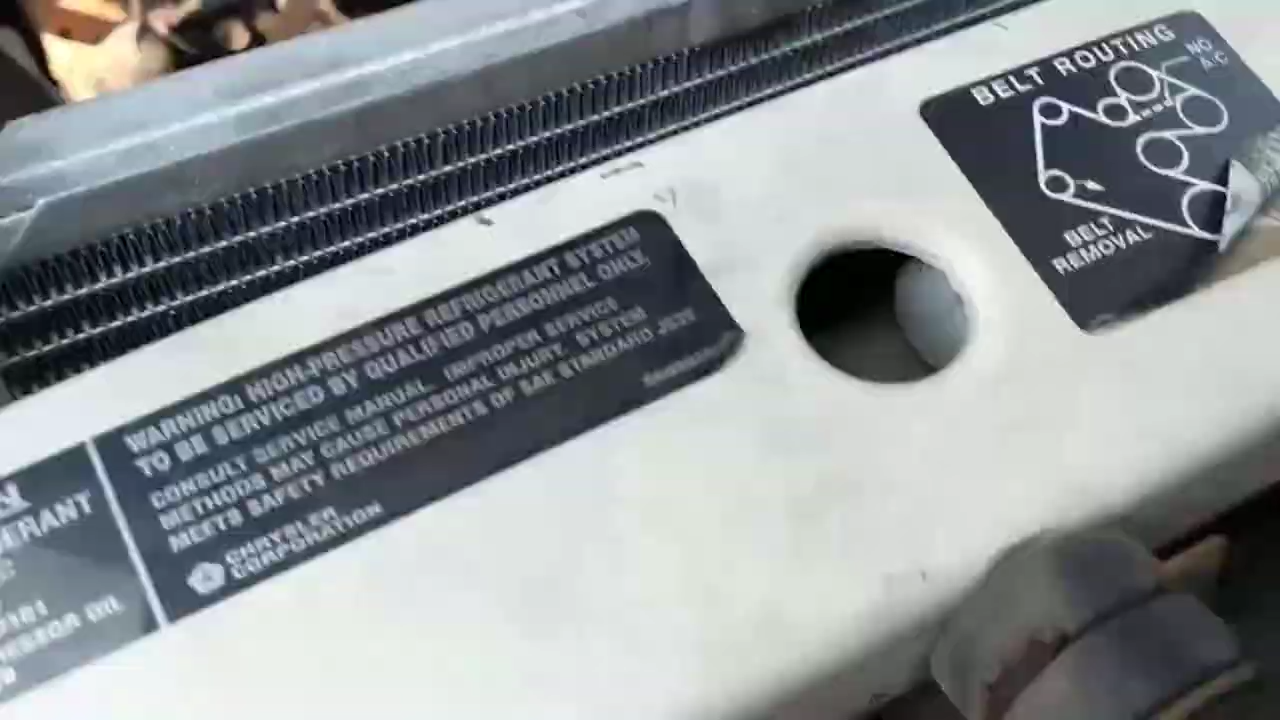 BELT ROUTING
NO
A/C
BELT
REMOVAL
WARNING: HIGH-PRESSURE REFRIGERANT SYSTEM
TO BE SERVICED BY QUALIFIED PERSONNEL ONLY.
CONSULT SERVICE MANUAL. IMPROPER SERVICE
METHODS MAY CAUSE PERSONAL INJURY. SYSTEM
MEETS SAFETY REQUIREMENTS OF SAE STANDARD J639
CHRYSLER
CORPORATION
ERANT